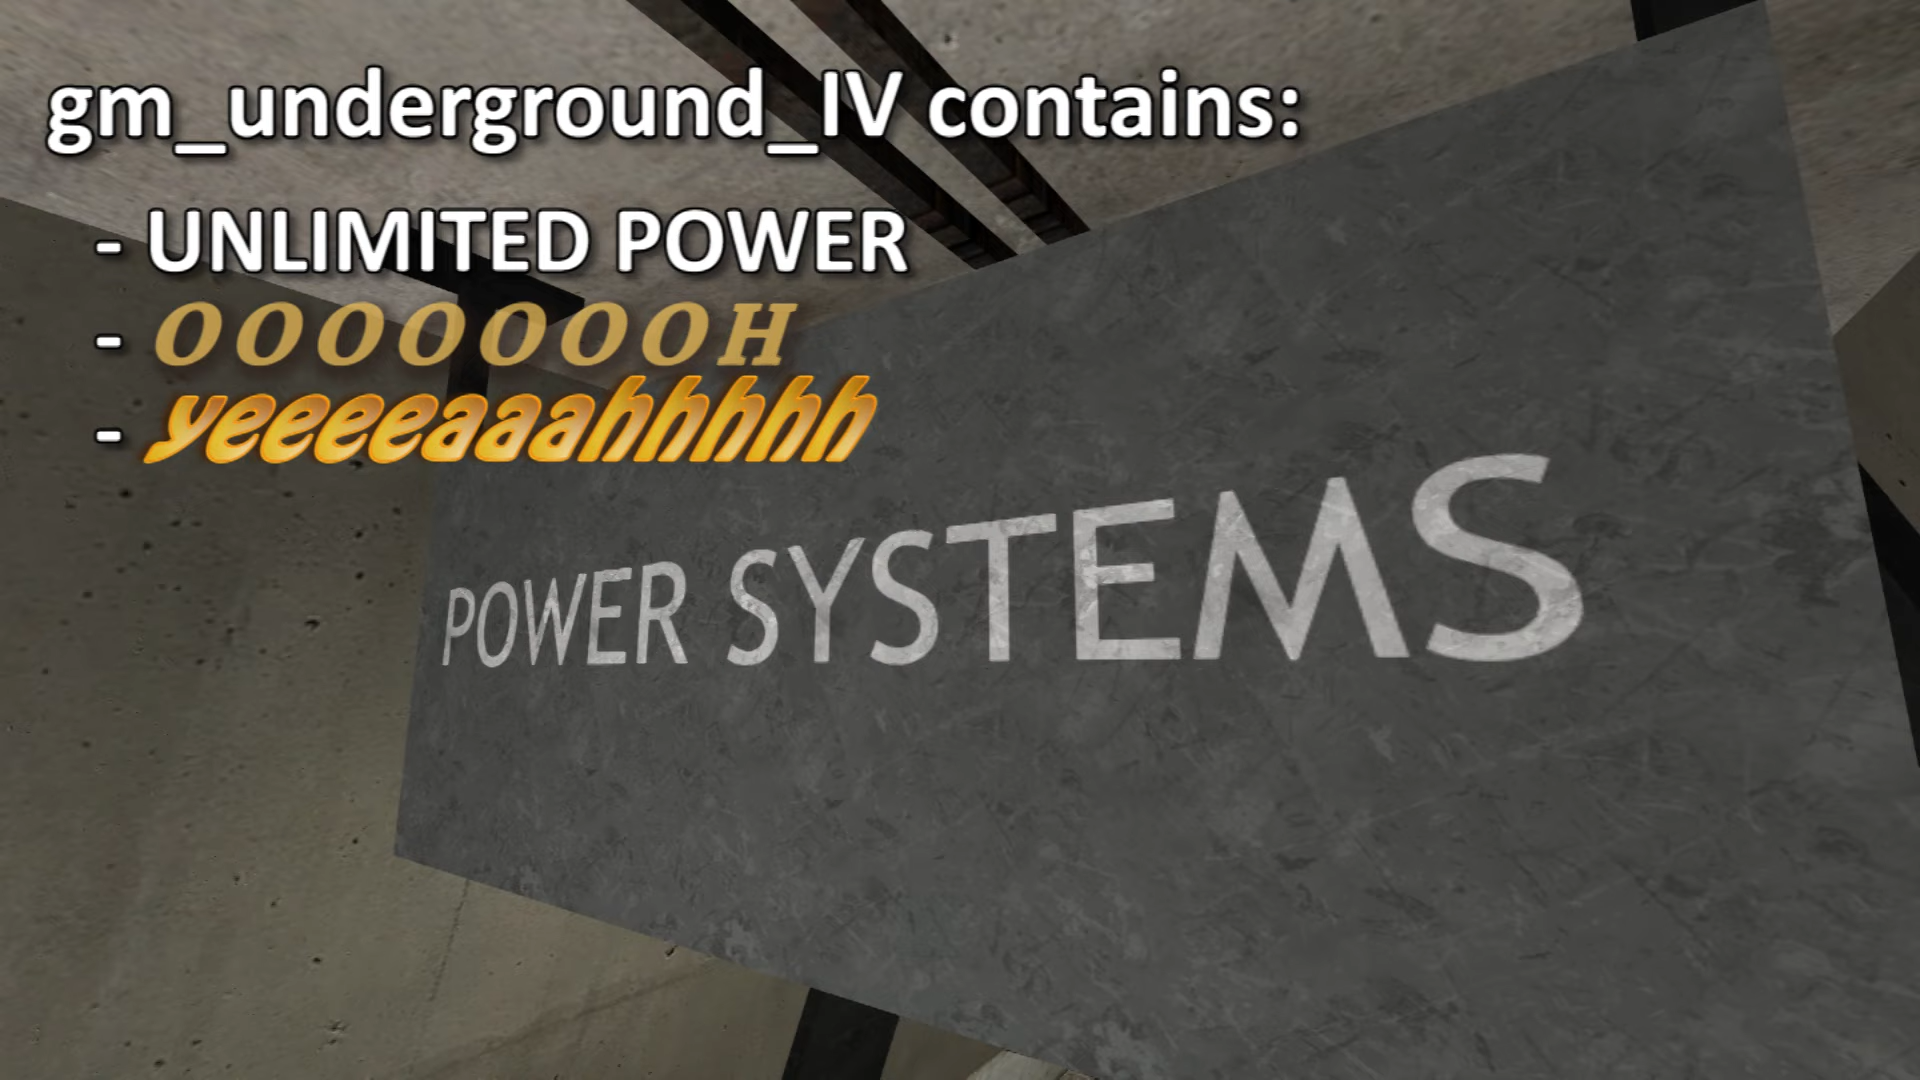 gm_underground_IV contains:
- UNLIMITED POWER
- OOOOOOOH
- yeeeeaaahhhhh
POWER SYSTEMS